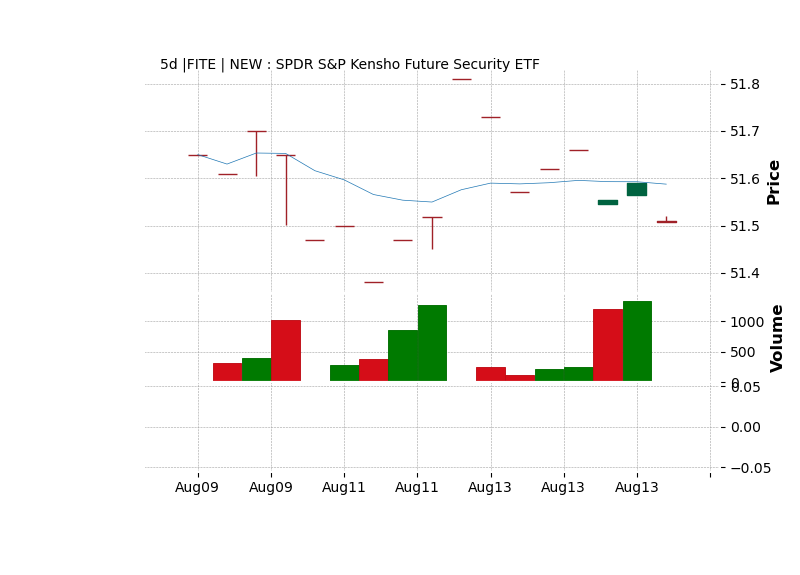 5d |FITE | NEW : SPDR S&P Kensho Future Security ETF
51.8
51.7
51.6
51.5
51.4
Price
1000
500
0
Volume
0.05
0.00
−0.05
Aug09 Aug09 Aug11 Aug11 Aug13 Aug13 Aug13